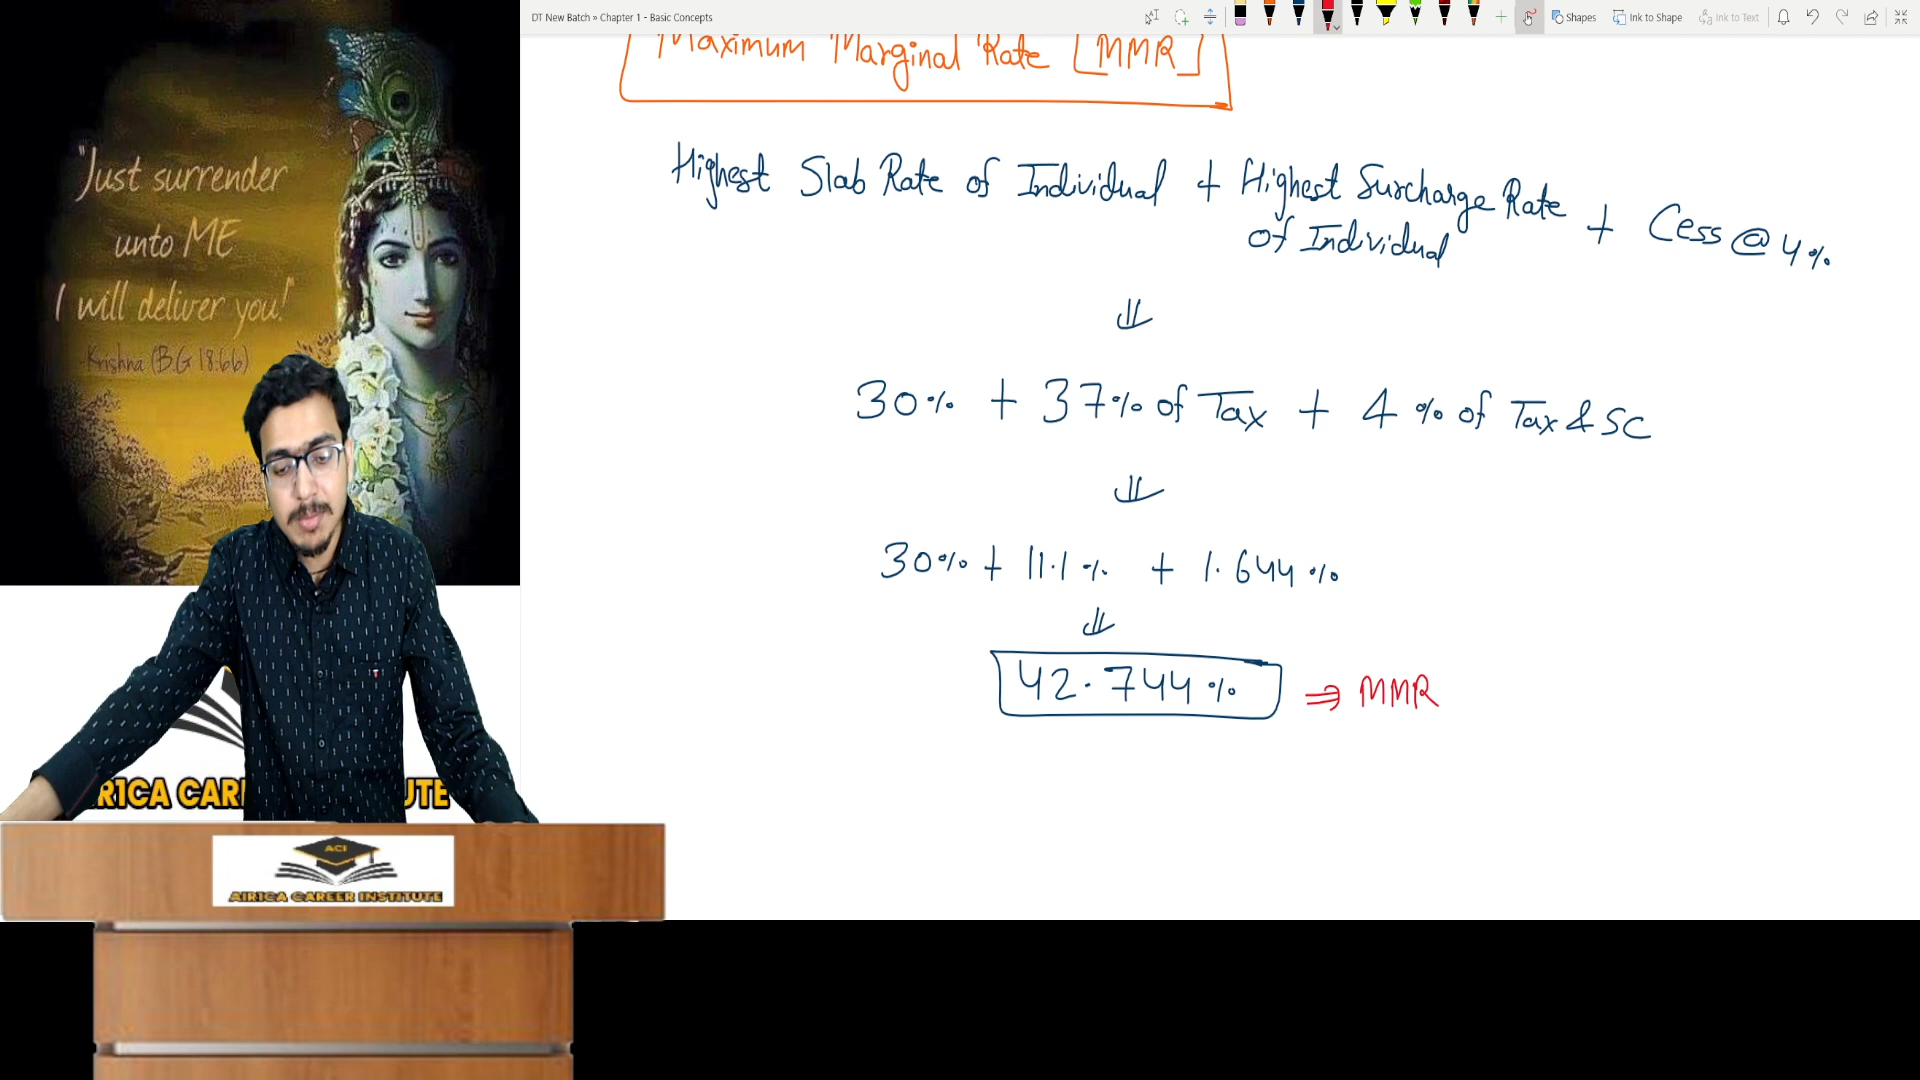 DT New Batch » Chapter 1 - Basic Concepts
Shapes
Ink to Shape
Ink to Text
Maximum Marginal Rate [MMR]
"Just surrender
unto ME
I will deliver you!"
-Krishna (B.G 18:66)
Highest Slab Rate of Individual + Highest Surcharge Rate of Individual + Cess @ 4%
30% + 37% of Tax + 4% of Tax & SC
30% + 11.1% + 1.644%
42.744% ⇒ MMR
R1CA CAR UTE
ACI
AIR1CA CAREER INSTITUTE